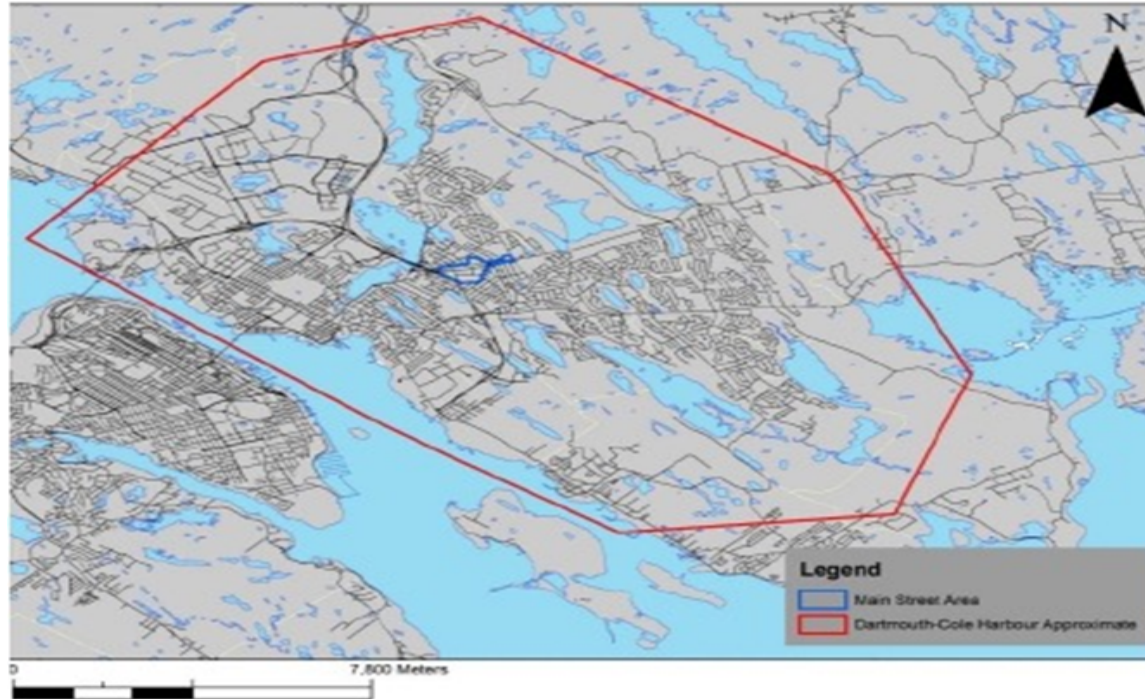 N
Legend
Main Street Area
Dartmouth-Cole Harbour Approximate
0
7,800 Meters